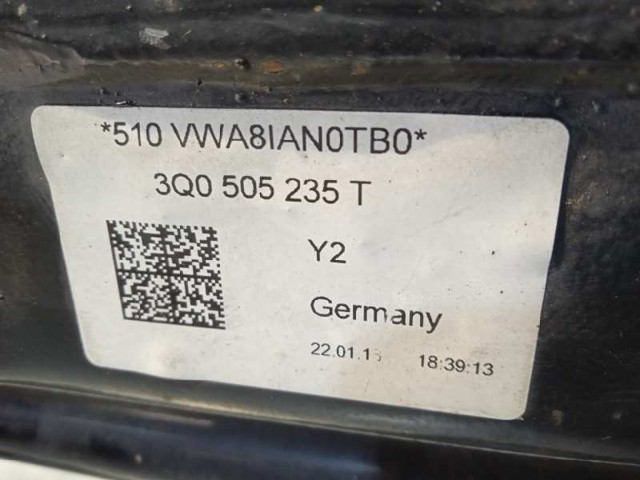 *510 VWA8IAN0TB0*
3Q0 505 235 T
Y2
Germany
18:39:13